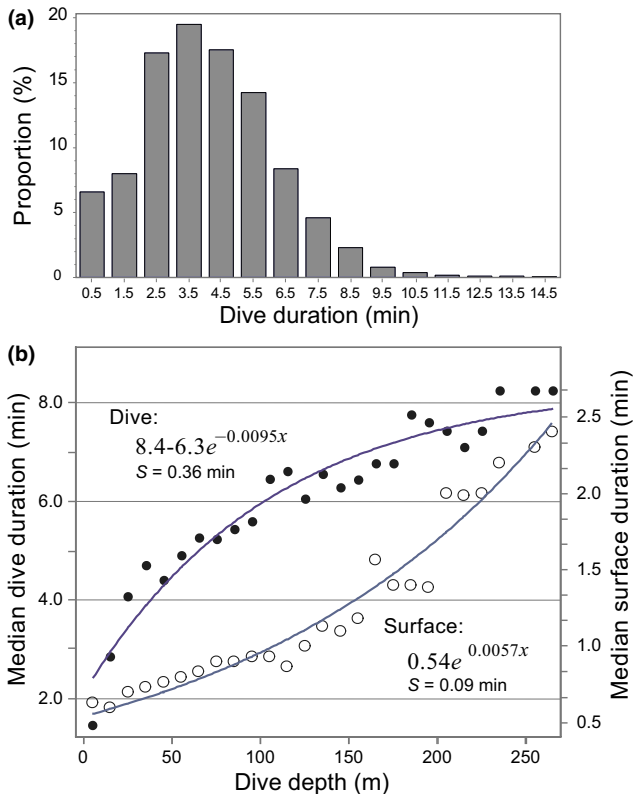 (a)
20
15
10
5
0
Proportion (%)
0.5 1.5 2.5 3.5 4.5 5.5 6.5 7.5 8.5 9.5 10.5 11.5 12.5 13.5 14.5
Dive duration (min)
(b)
Median dive duration (min)
8.0
6.0
4.0
2.0
Dive:
8.4-6.3e^−0.0095x
S = 0.36 min
Surface:
0.54e^0.0057x
S = 0.09 min
2.5
2.0
1.5
1.0
0.5
Median surface duration (min)
0 50 100 150 200 250
Dive depth (m)